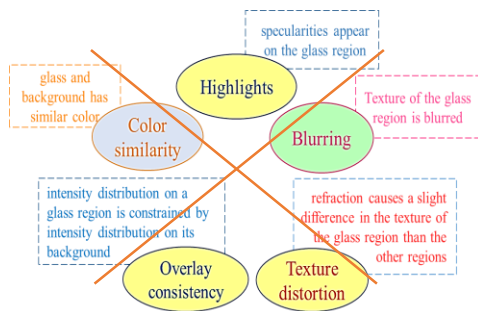 specularities appear
on the glass region
Highlights
glass and
background has
similar color
Color
similarity
Texture of the glass
region is blurred
Blurring
intensity distribution on a
glass region is constrained by
intensity distribution on its
background
Overlay
consistency
refraction causes a slight
difference in the texture of
the glass region than the
other regions
Texture
distortion